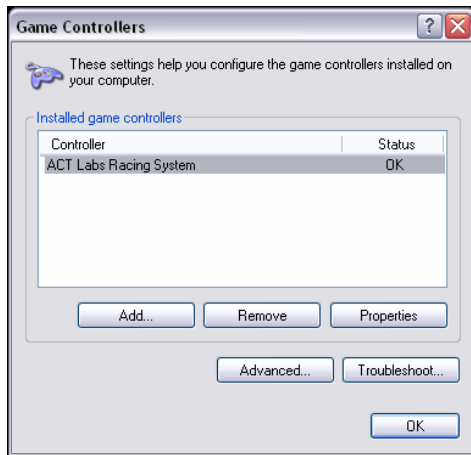 Game Controllers
These settings help you configure the game controllers installed on
your computer.
Installed game controllers
Controller Status
ACT Labs Racing System OK
Add... Remove Properties
Advanced... Troubleshoot...
OK